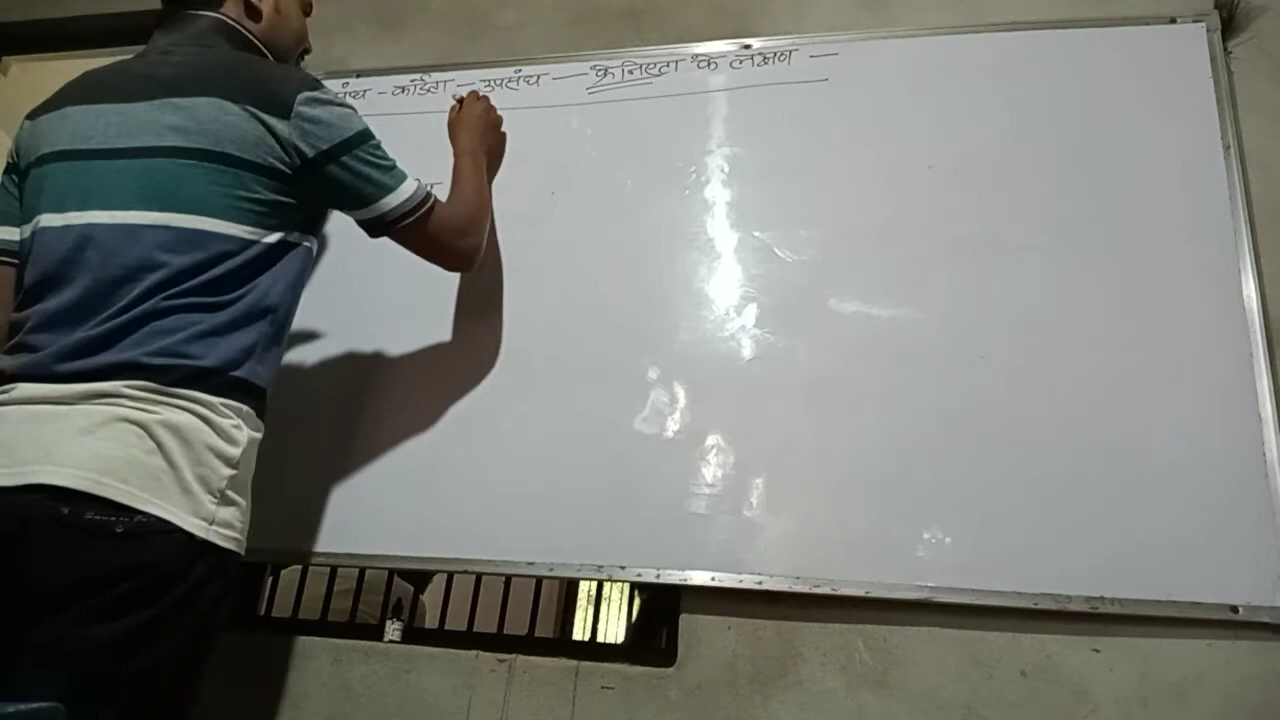 संघ - कॉर्डेटा - उपसंघ — क्रेनिएटा के लक्षण —